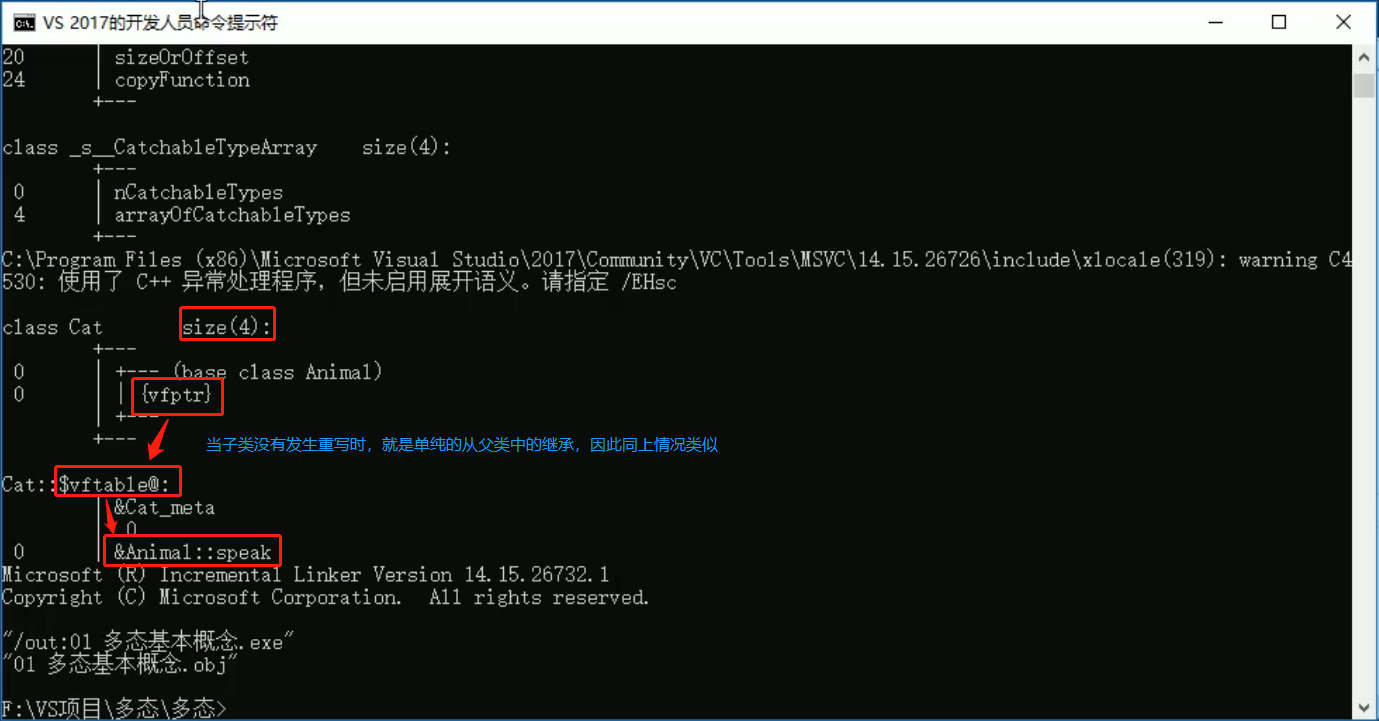 VS 2017的开发人员命令提示符
20 | sizeOrOffset
24 | copyFunction
+---
class _s__CatchableTypeArray size(4):
+---
0 | nCatchableTypes
4 | arrayOfCatchableTypes
+---
C:\Program Files (x86)\Microsoft Visual Studio\2017\Community\VC\Tools\MSVC\14.15.26726\include\xlocale(319): warning C4
530: 使用了 C++ 异常处理程序，但未启用展开语义。请指定 /EHsc
class Cat size(4):
+---
0 | +--- (base class Animal)
0 | | {vfptr}
| +---
+---
当子类没有发生重写时，就是单纯的从父类中的继承，因此同上情况类似
Cat::$vftable@:
| &Cat_meta
| 0
0 | &Animal::speak
Microsoft (R) Incremental Linker Version 14.15.26732.1
Copyright (C) Microsoft Corporation. All rights reserved.
"/out:01 多态基本概念.exe"
"01 多态基本概念.obj"
F:\VS项目\多态\多态>